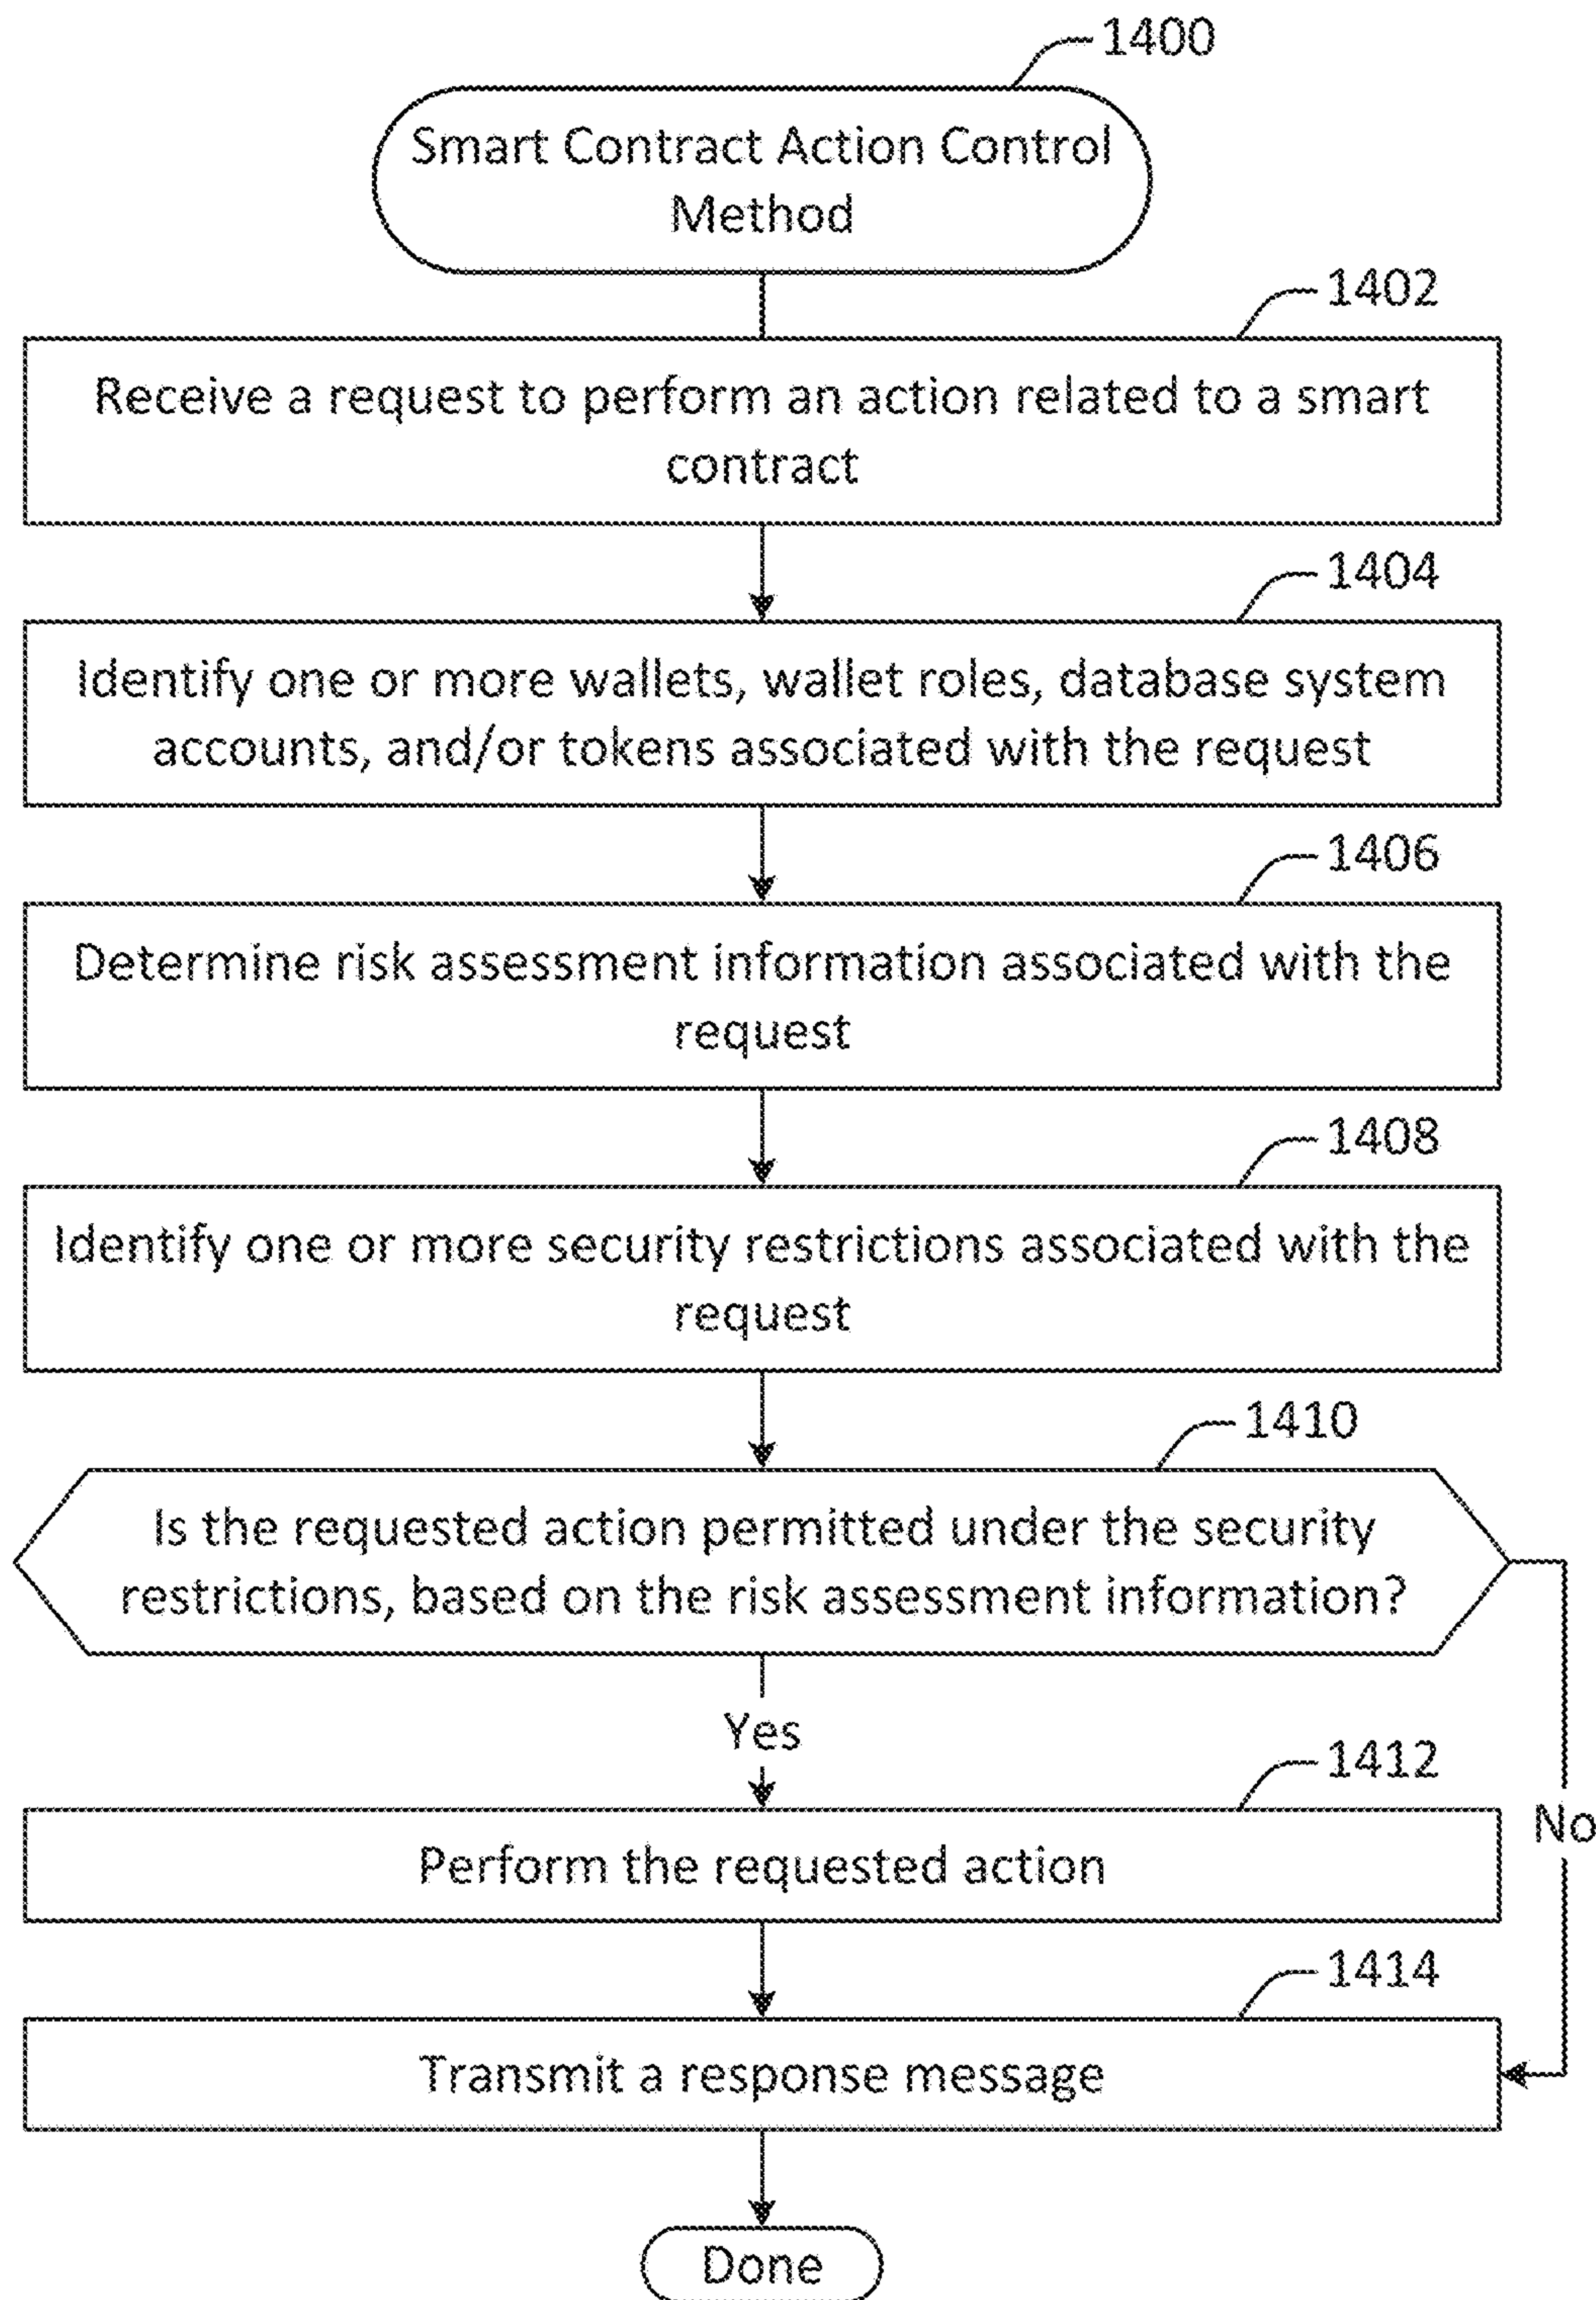 1400
Smart Contract Action Control
Method
1402
Receive a request to perform an action related to a smart
contract
1404
Identify one or more wallets, wallet roles, database system
accounts, and/or tokens associated with the request
1406
Determine risk assessment information associated with the
request
1408
Identify one or more security restrictions associated with the
request
1410
Is the requested action permitted under the security
restrictions, based on the risk assessment information?
Yes
1412
No
Perform the requested action
1414
Transmit a response message
Done